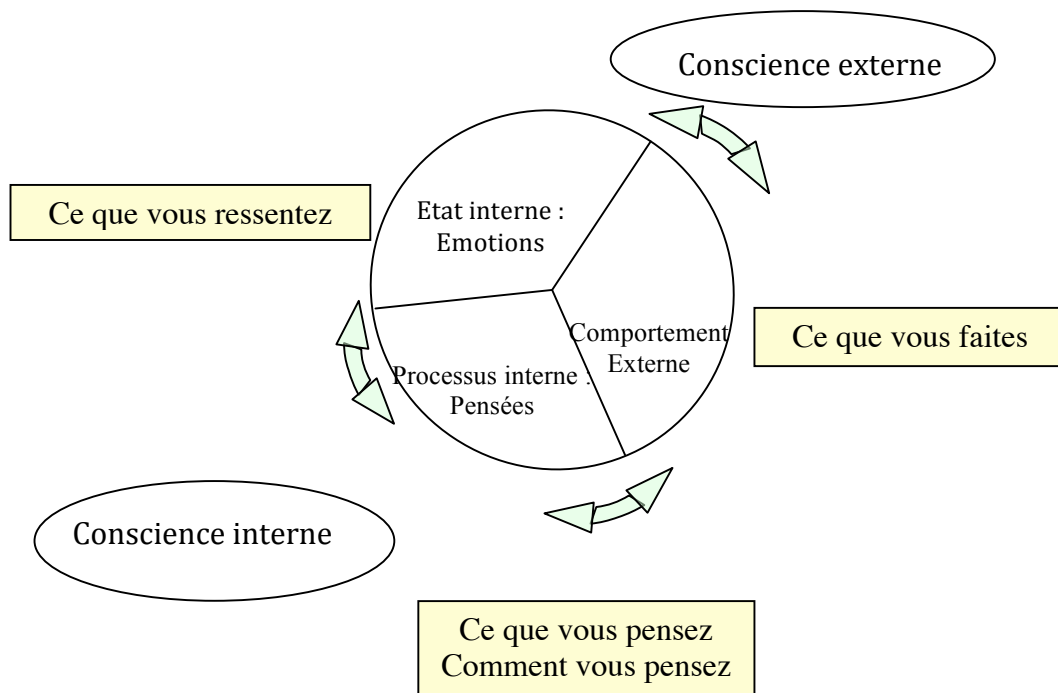 Conscience externe
Ce que vous ressentez
Etat interne :
Emotions
Comportement
Externe
Ce que vous faites
Processus interne :
Pensées
Conscience interne
Ce que vous pensez
Comment vous pensez